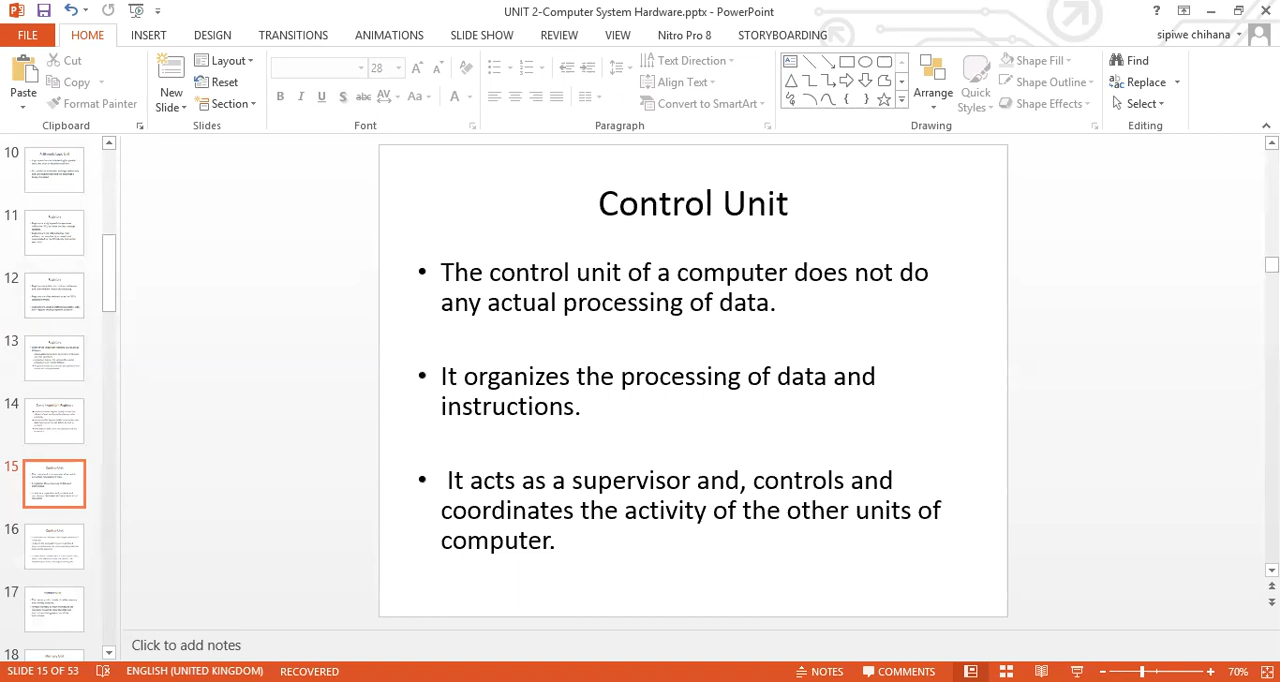 UNIT 2-Computer System Hardware.pptx - PowerPoint
FILE HOME INSERT DESIGN TRANSITIONS ANIMATIONS SLIDE SHOW REVIEW VIEW Nitro Pro 8 STORYBOARDING sipiwe chihana
Paste
Cut
Copy
Format Painter
Clipboard
New
Slide
Layout
Reset
Section
Slides
28
B I U S abc AV Aa A
Font
Text Direction
Align Text
Convert to SmartArt
Paragraph
Arrange
Quick
Styles
Shape Fill
Shape Outline
Shape Effects
Drawing
Find
Replace
Select
Editing
10
11
12
13
14
15
16
17
18
Control Unit
• The control unit of a computer does not do
any actual processing of data.
• It organizes the processing of data and
instructions.
• It acts as a supervisor and, controls and
coordinates the activity of the other units of
computer.
Click to add notes
SLIDE 15 OF 53 ENGLISH (UNITED KINGDOM) RECOVERED NOTES COMMENTS 70%